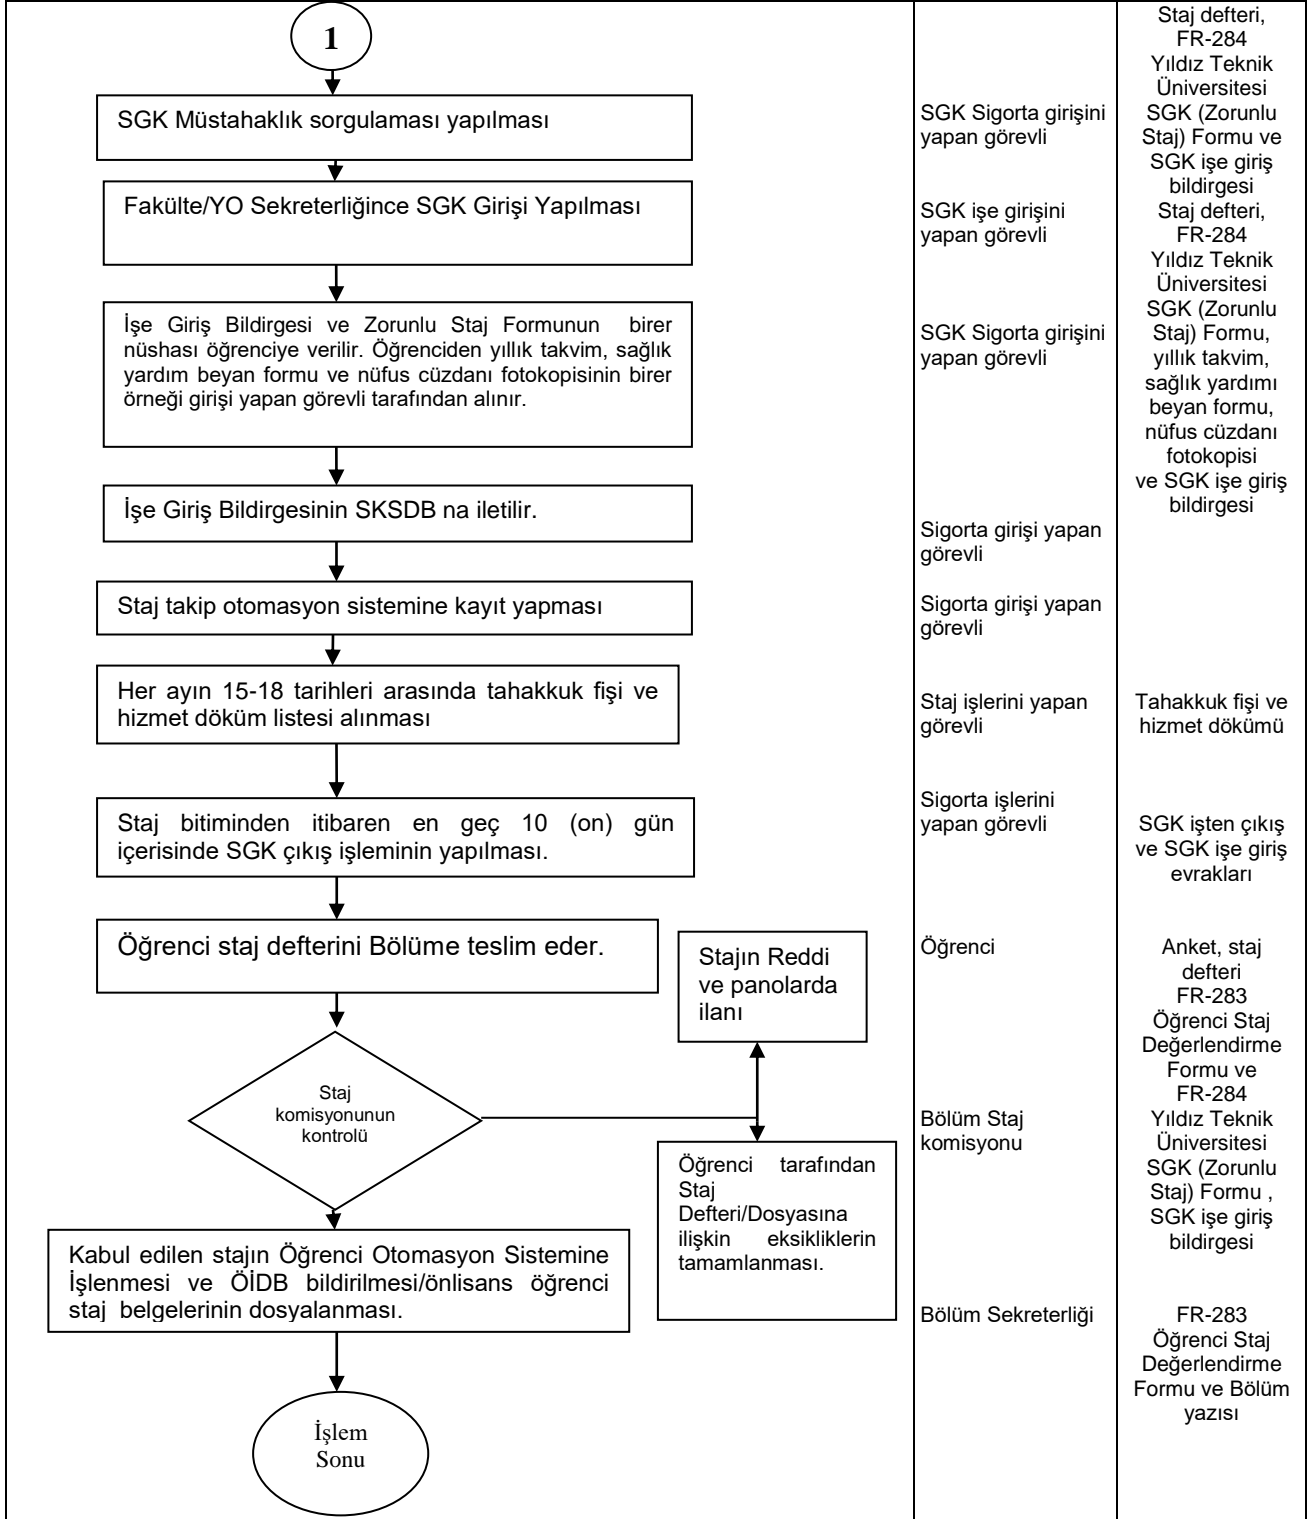 1
SGK Müstahaklık sorgulaması yapılması
Fakülte/YO Sekreterliğince SGK Girişi Yapılması
İşe Giriş Bildirgesi ve Zorunlu Staj Formunun birer
nüshası öğrenciye verilir. Öğrenciden yıllık takvim, sağlık
yardım beyan formu ve nüfus cüzdanı fotokopisinin birer
örneği girişi yapan görevli tarafından alınır.
İşe Giriş Bildirgesinin SKSDB na iletilir.
Staj takip otomasyon sistemine kayıt yapması
Her ayın 15-18 tarihleri arasında tahakkuk fişi ve
hizmet döküm listesi alınması
Staj bitiminden itibaren en geç 10 (on) gün
içerisinde SGK çıkış işleminin yapılması.
Öğrenci staj defterini Bölüme teslim eder.
Stajın Reddi
ve panolarda
ilanı
Staj
komisyonunun
kontrolü
Öğrenci tarafından
Staj
Defteri/Dosyasına
ilişkin eksikliklerin
tamamlanması.
Kabul edilen stajın Öğrenci Otomasyon Sistemine
İşlenmesi ve ÖİDB bildirilmesi/önlisans öğrenci
staj belgelerinin dosyalanması.
İşlem
Sonu
SGK Sigorta girişini
yapan görevli
SGK işe girişini
yapan görevli
SGK Sigorta girişini
yapan görevli
Sigorta girişi yapan
görevli
Sigorta girişi yapan
görevli
Staj işlerini yapan
görevli
Sigorta işlerini
yapan görevli
Öğrenci
Bölüm Staj
komisyonu
Bölüm Sekreterliği
Staj defteri,
FR-284
Yıldız Teknik
Üniversitesi
SGK (Zorunlu
Staj) Formu ve
SGK işe giriş
bildirgesi
Staj defteri,
FR-284
Yıldız Teknik
Üniversitesi
SGK (Zorunlu
Staj) Formu,
yıllık takvim,
sağlık yardımı
beyan formu,
nüfus cüzdanı
fotokopisi
ve SGK işe giriş
bildirgesi
Tahakkuk fişi ve
hizmet dökümü
SGK işten çıkış
ve SGK işe giriş
evrakları
Anket, staj
defteri
FR-283
Öğrenci Staj
Değerlendirme
Formu ve
FR-284
Yıldız Teknik
Üniversitesi
SGK (Zorunlu
Staj) Formu ,
SGK işe giriş
bildirgesi
FR-283
Öğrenci Staj
Değerlendirme
Formu ve Bölüm
yazısı